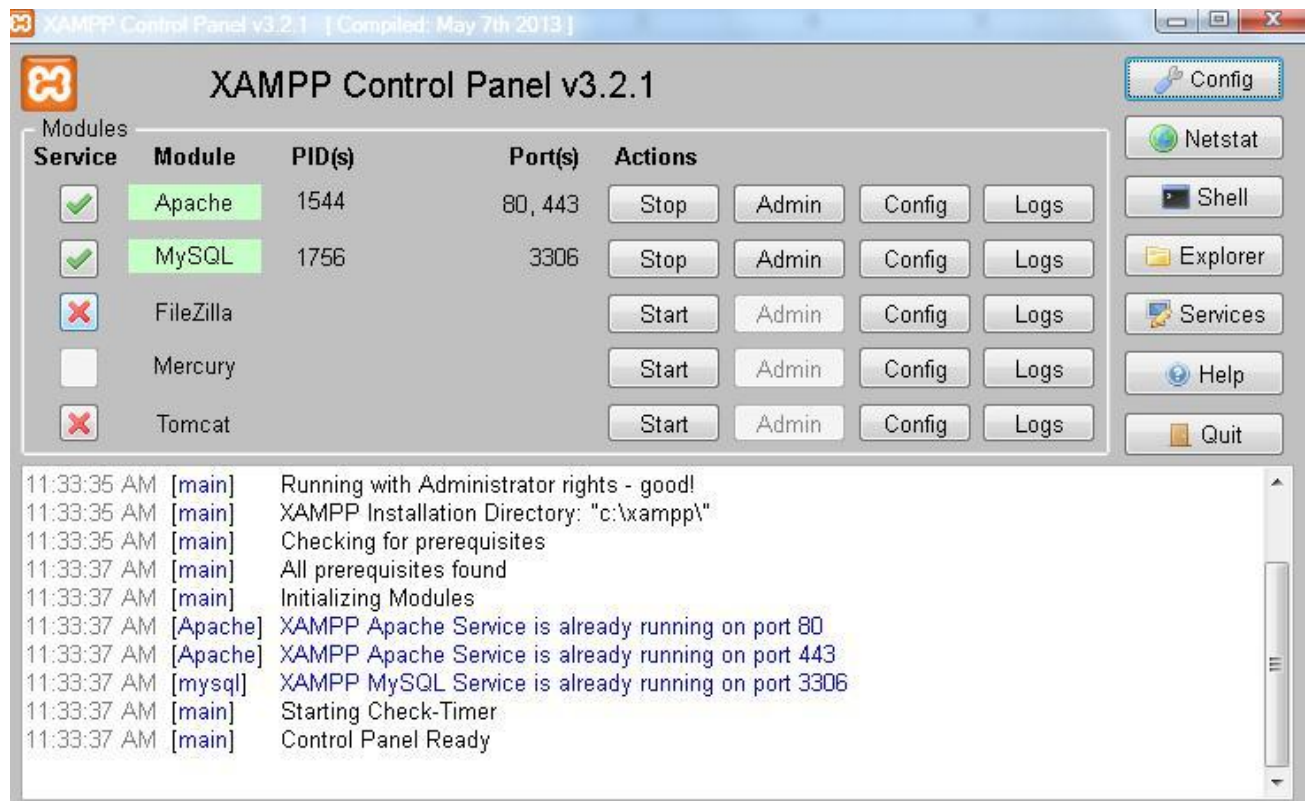 XAMPP Control Panel v3.2.1 [ Compiled: May 7th 2013 ]
XAMPP Control Panel v3.2.1
Config
Netstat
Shell
Explorer
Services
Help
Quit
Modules
Service Module PID(s) Port(s) Actions
Apache 1544 80, 443 Stop Admin Config Logs
MySQL 1756 3306 Stop Admin Config Logs
FileZilla Start Admin Config Logs
Mercury Start Admin Config Logs
Tomcat Start Admin Config Logs
11:33:35 AM [main] Running with Administrator rights - good!
11:33:35 AM [main] XAMPP Installation Directory: "c:\xampp\"
11:33:35 AM [main] Checking for prerequisites
11:33:37 AM [main] All prerequisites found
11:33:37 AM [main] Initializing Modules
11:33:37 AM [Apache] XAMPP Apache Service is already running on port 80
11:33:37 AM [Apache] XAMPP Apache Service is already running on port 443
11:33:37 AM [mysql] XAMPP MySQL Service is already running on port 3306
11:33:37 AM [main] Starting Check-Timer
11:33:37 AM [main] Control Panel Ready